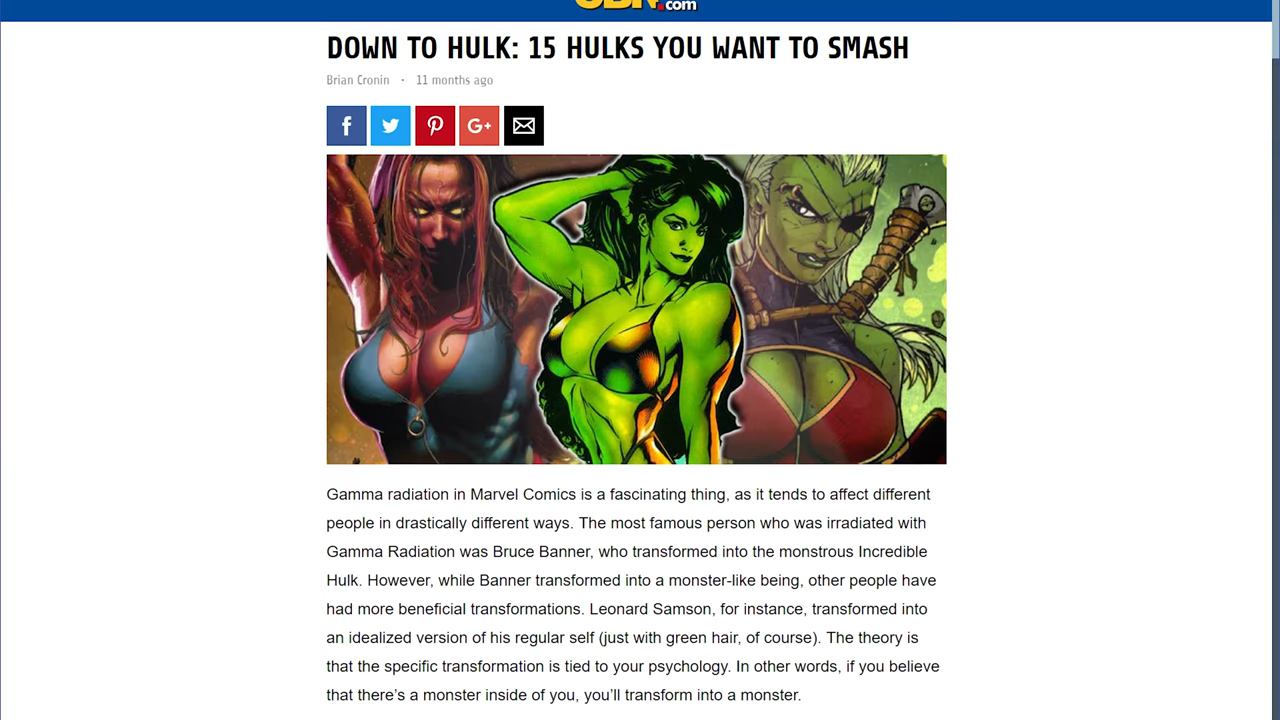 CBR.com
DOWN TO HULK: 15 HULKS YOU WANT TO SMASH
Brian Cronin · 11 months ago
f G+
Gamma radiation in Marvel Comics is a fascinating thing, as it tends to affect different
people in drastically different ways. The most famous person who was irradiated with
Gamma Radiation was Bruce Banner, who transformed into the monstrous Incredible
Hulk. However, while Banner transformed into a monster-like being, other people have
had more beneficial transformations. Leonard Samson, for instance, transformed into
an idealized version of his regular self (just with green hair, of course). The theory is
that the specific transformation is tied to your psychology. In other words, if you believe
that there's a monster inside of you, you'll transform into a monster.